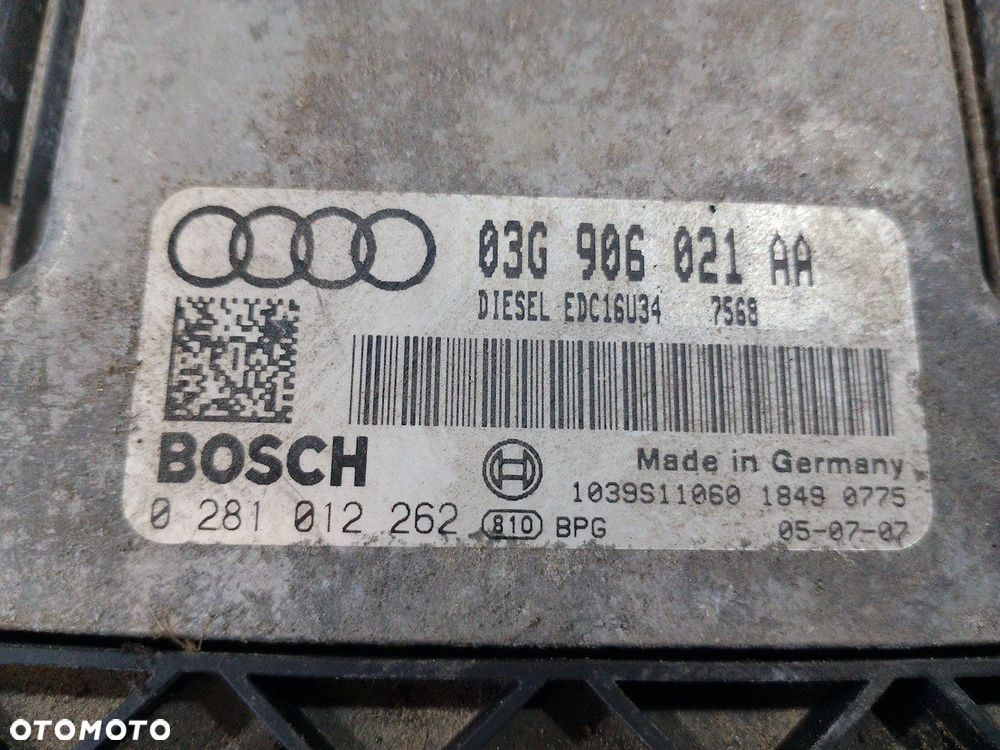 03G 906 021 AA
DIESEL EDC16U34 7568
BOSCH
Made in Germany
1039S11060 1849 0775
0 281 012 262 810 BPG 05-07-07
OTOMOTO